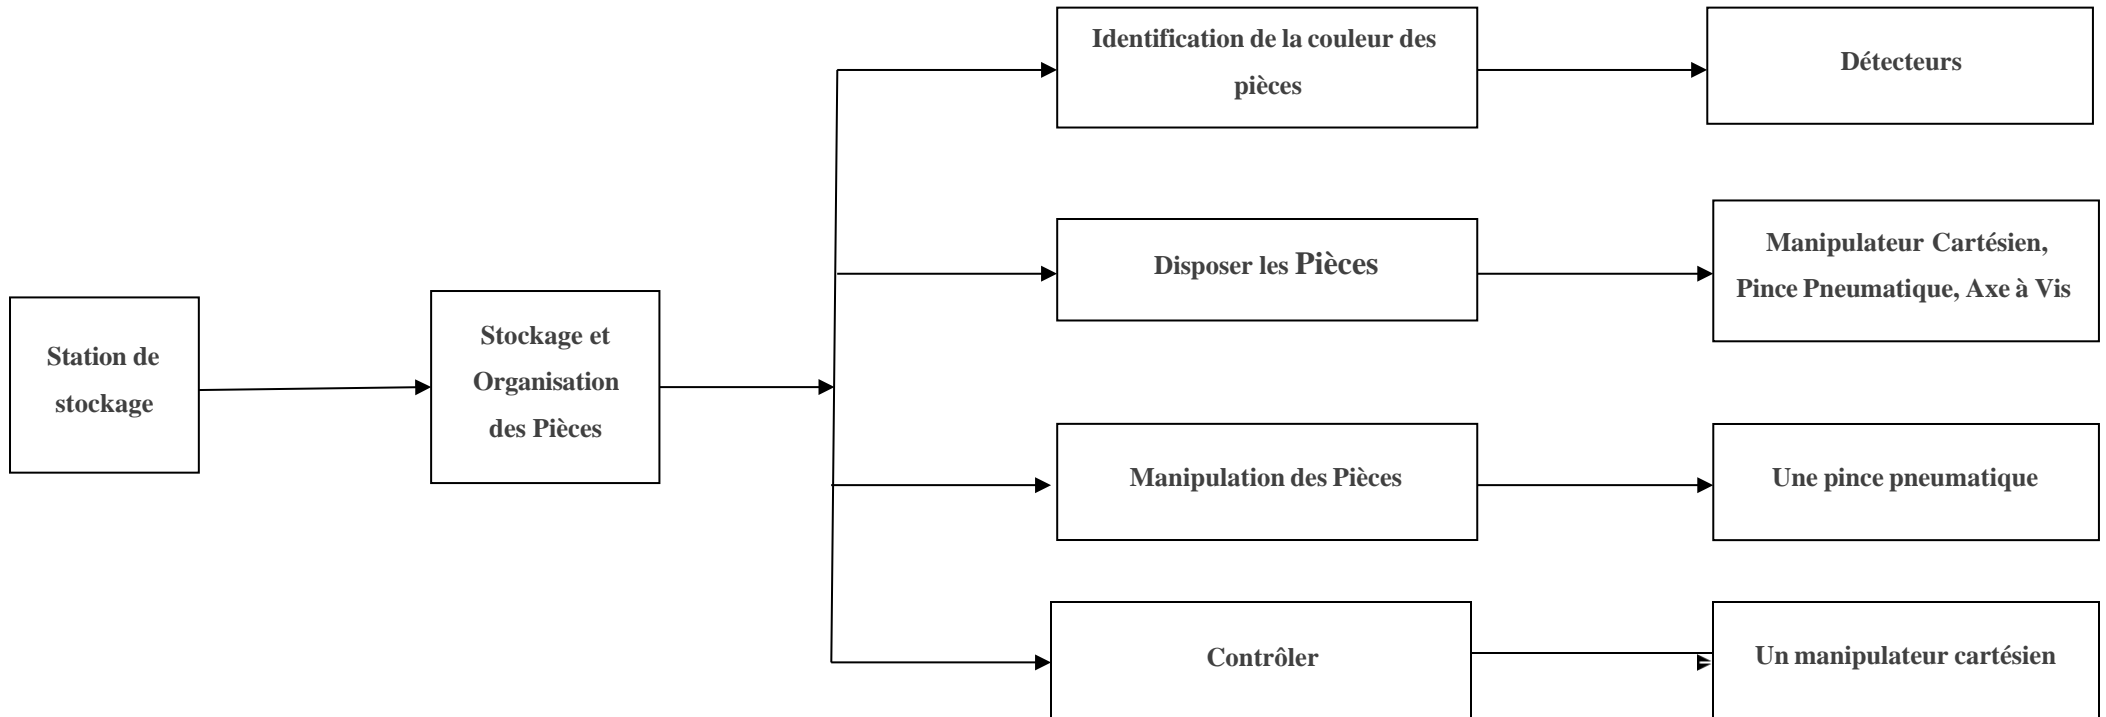 Station de
stockage
Stockage et
Organisation
des Pièces
Identification de la couleur des
pièces
Détecteurs
Disposer les Pièces
Manipulateur Cartésien,
Pince Pneumatique, Axe à Vis
Manipulation des Pièces
Une pince pneumatique
Contrôler
Un manipulateur cartésien